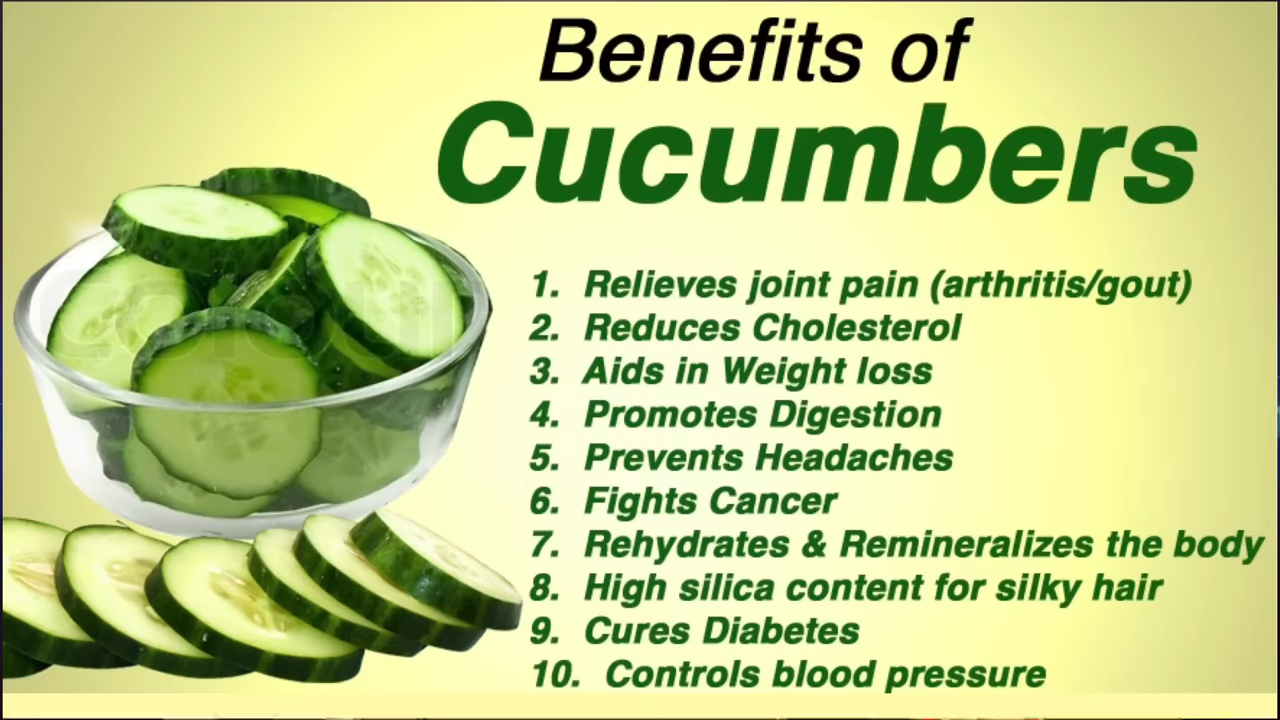 Benefits of
Cucumbers
1. Relieves joint pain (arthritis/gout)
2. Reduces Cholesterol
3. Aids in Weight loss
4. Promotes Digestion
5. Prevents Headaches
6. Fights Cancer
7. Rehydrates & Remineralizes the body
8. High silica content for silky hair
9. Cures Diabetes
10. Controls blood pressure